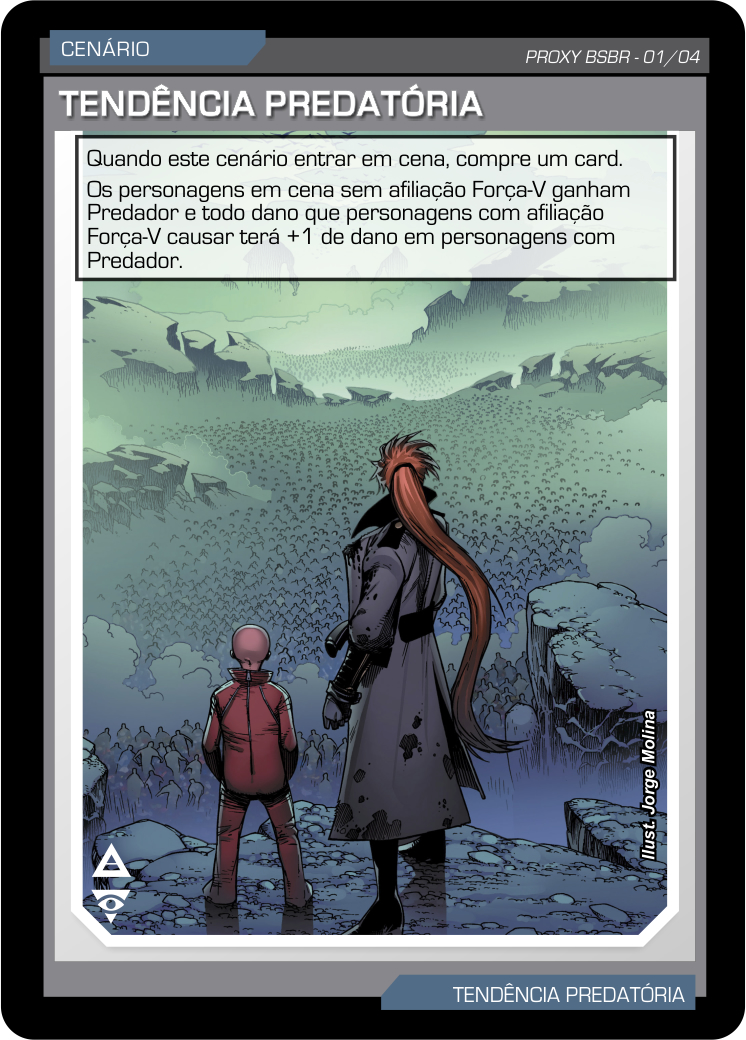 CENÁRIO
PROXY BSBR - 01/04
TENDÊNCIA PREDATÓRIA
Quando este cenário entrar em cena, compre um card.
Os personagens em cena sem afiliação Força-V ganham
Predador e todo dano que personagens com afiliação
Força-V causar terá +1 de dano em personagens com
Predador.
Ilust. Jorge Molina
TENDÊNCIA PREDATÓRIA